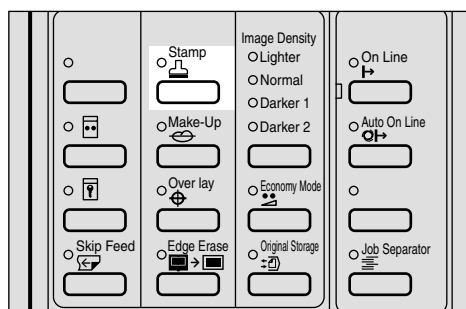 Stamp
Make-Up
Over lay
Skip Feed
Edge Erase
Image Density
Lighter
Normal
Darker 1
Darker 2
Economy Mode
Original Storage
On Line
Auto On Line
Job Separator